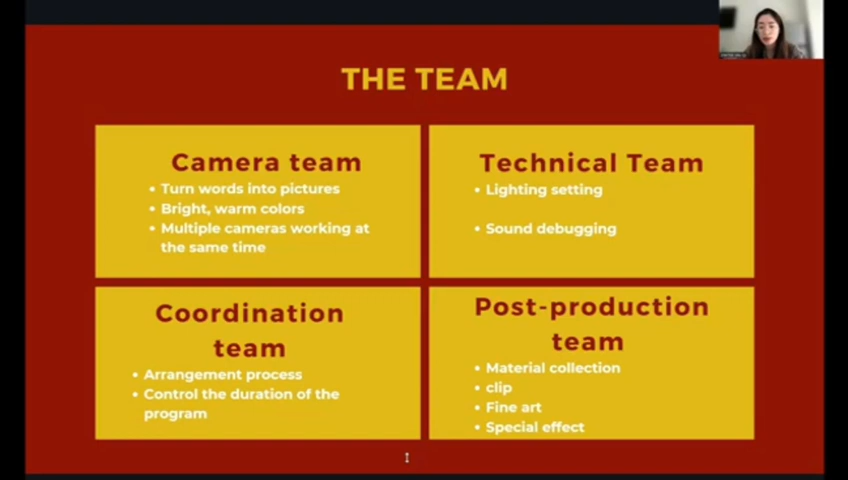 THE TEAM
Camera team
• Turn words into pictures
• Bright, warm colors
• Multiple cameras working at
the same time
Technical Team
• Lighting setting
• Sound debugging
Coordination
team
• Arrangement process
• Control the duration of the
program
Post-production
team
• Material collection
• clip
• Fine art
• Special effect